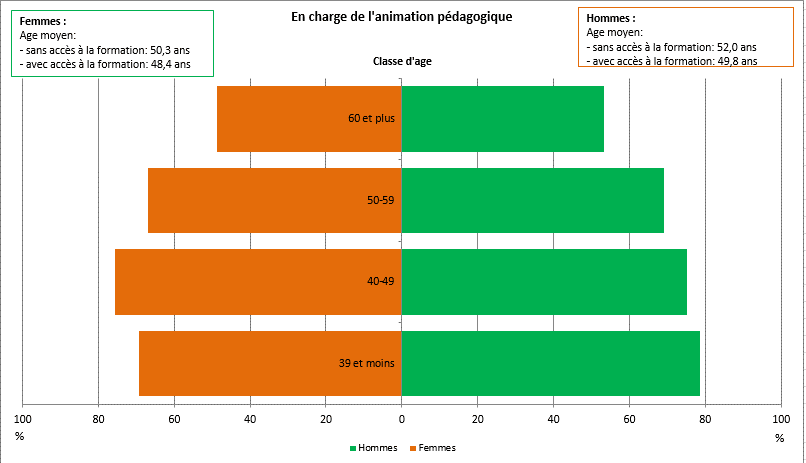 En charge de l'animation pédagogique
Femmes :
Age moyen:
- sans accès à la formation: 50,3 ans
- avec accès à la formation: 48,4 ans
Hommes :
Age moyen:
- sans accès à la formation: 52,0 ans
- avec accès à la formation: 49,8 ans
Classe d'age
60 et plus
50-59
40-49
39 et moins
100 80 60 40 20 0 20 40 60 80 100
% %
Hommes Femmes